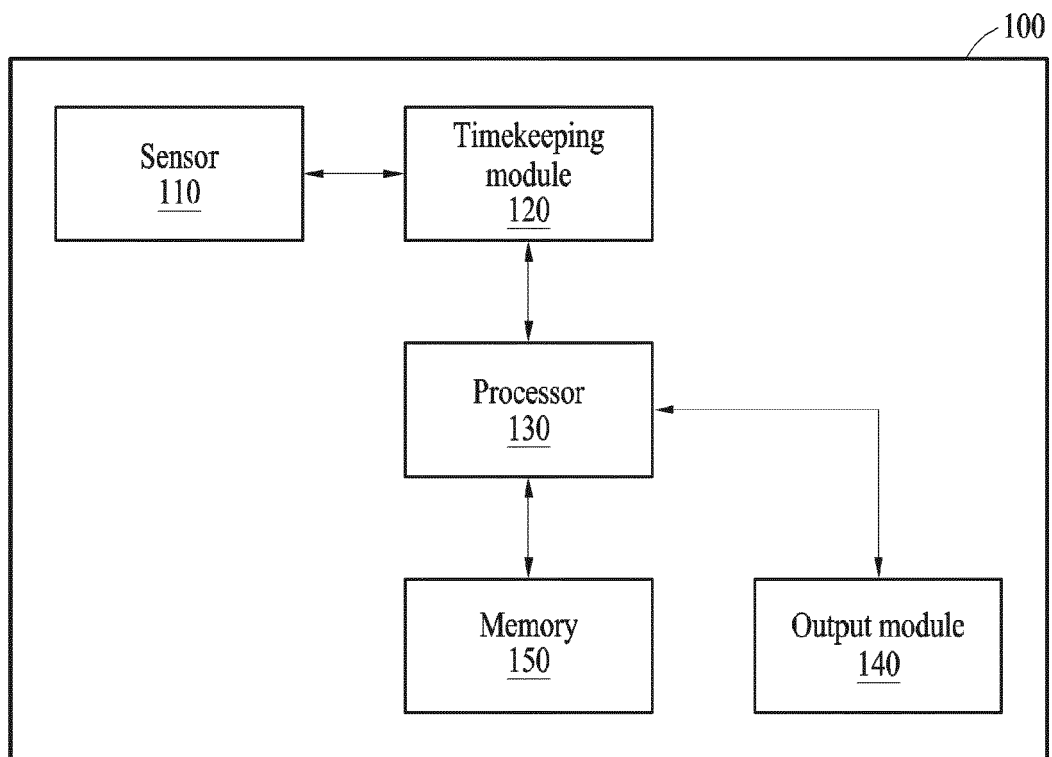 100
Sensor
110
Timekeeping
module
120
Processor
130
Memory
150
Output module
140